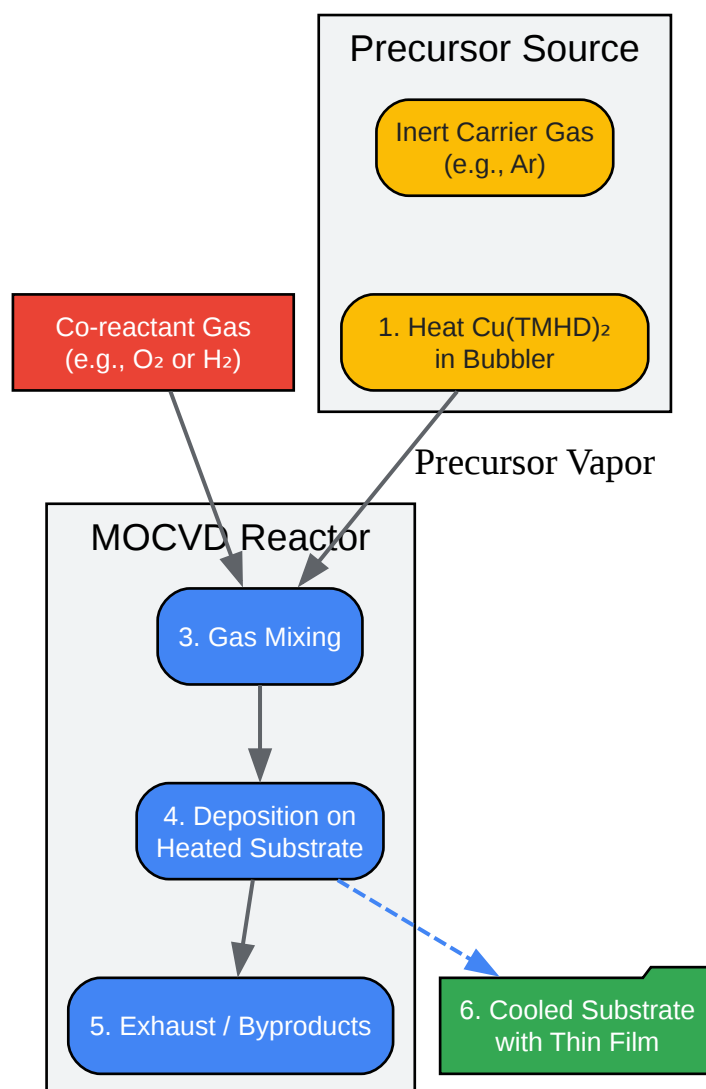 Precursor Source
Inert Carrier Gas
(e.g., Ar)
Co-reactant Gas
(e.g., O₂ or H₂)
1. Heat Cu(TMHD)₂
in Bubbler
Precursor Vapor
MOCVD Reactor
3. Gas Mixing
4. Deposition on
Heated Substrate
5. Exhaust / Byproducts
6. Cooled Substrate
with Thin Film